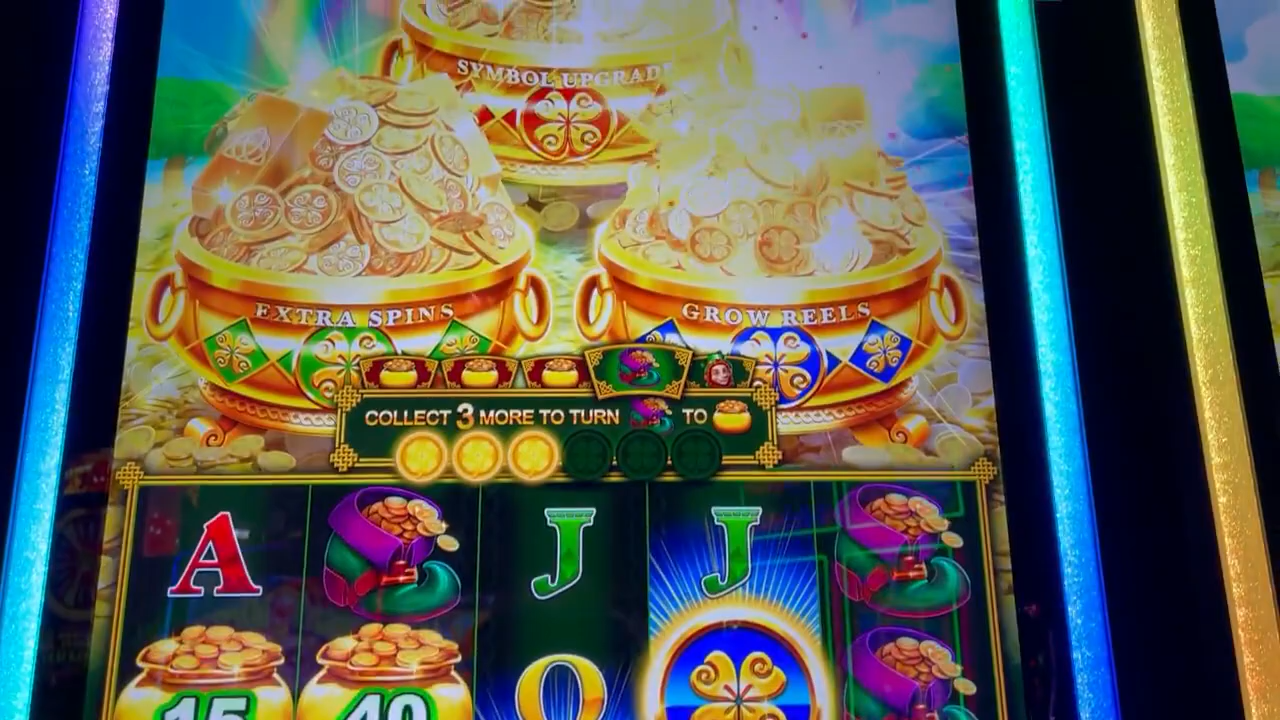 SYMBOL UPGRADE
EXTRA SPINS
GROW REELS
COLLECT 3 MORE TO TURN TO
A J J
15 40 Q